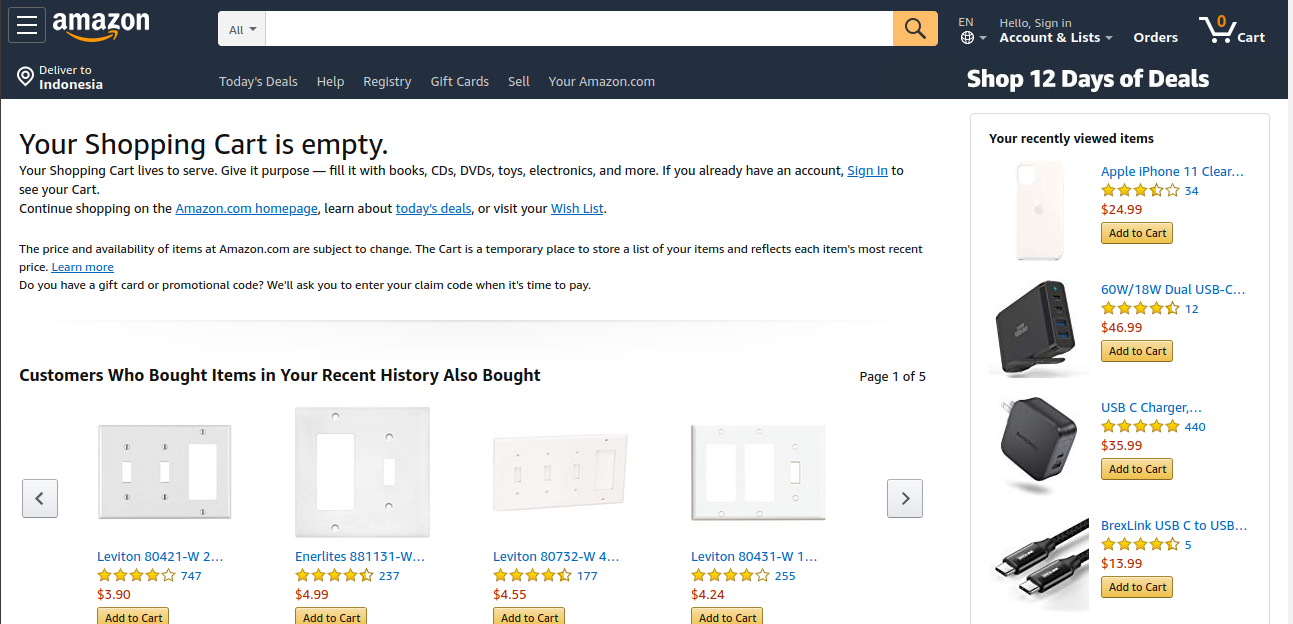 amazon
All
EN
Hello, Sign in
Account & Lists
Orders
0
Cart
Deliver to
Indonesia
Today's Deals Help Registry Gift Cards Sell Your Amazon.com
Shop 12 Days of Deals
Your Shopping Cart is empty.
Your Shopping Cart lives to serve. Give it purpose — fill it with books, CDs, DVDs, toys, electronics, and more. If you already have an account, Sign In to
see your Cart.
Continue shopping on the Amazon.com homepage, learn about today's deals, or visit your Wish List.
The price and availability of items at Amazon.com are subject to change. The Cart is a temporary place to store a list of your items and reflects each item's most recent
price. Learn more
Do you have a gift card or promotional code? We'll ask you to enter your claim code when it's time to pay.
Customers Who Bought Items in Your Recent History Also Bought
Page 1 of 5
Leviton 80421-W 2...
747
$3.90
Add to Cart
Enerlites 881131-W...
237
$4.99
Add to Cart
Leviton 80732-W 4...
177
$4.55
Add to Cart
Leviton 80431-W 1...
255
$4.24
Add to Cart
Your recently viewed items
Apple iPhone 11 Clear...
34
$24.99
Add to Cart
60W/18W Dual USB-C...
12
$46.99
Add to Cart
USB C Charger,...
440
$35.99
Add to Cart
BrexLink USB C to USB...
5
$13.99
Add to Cart